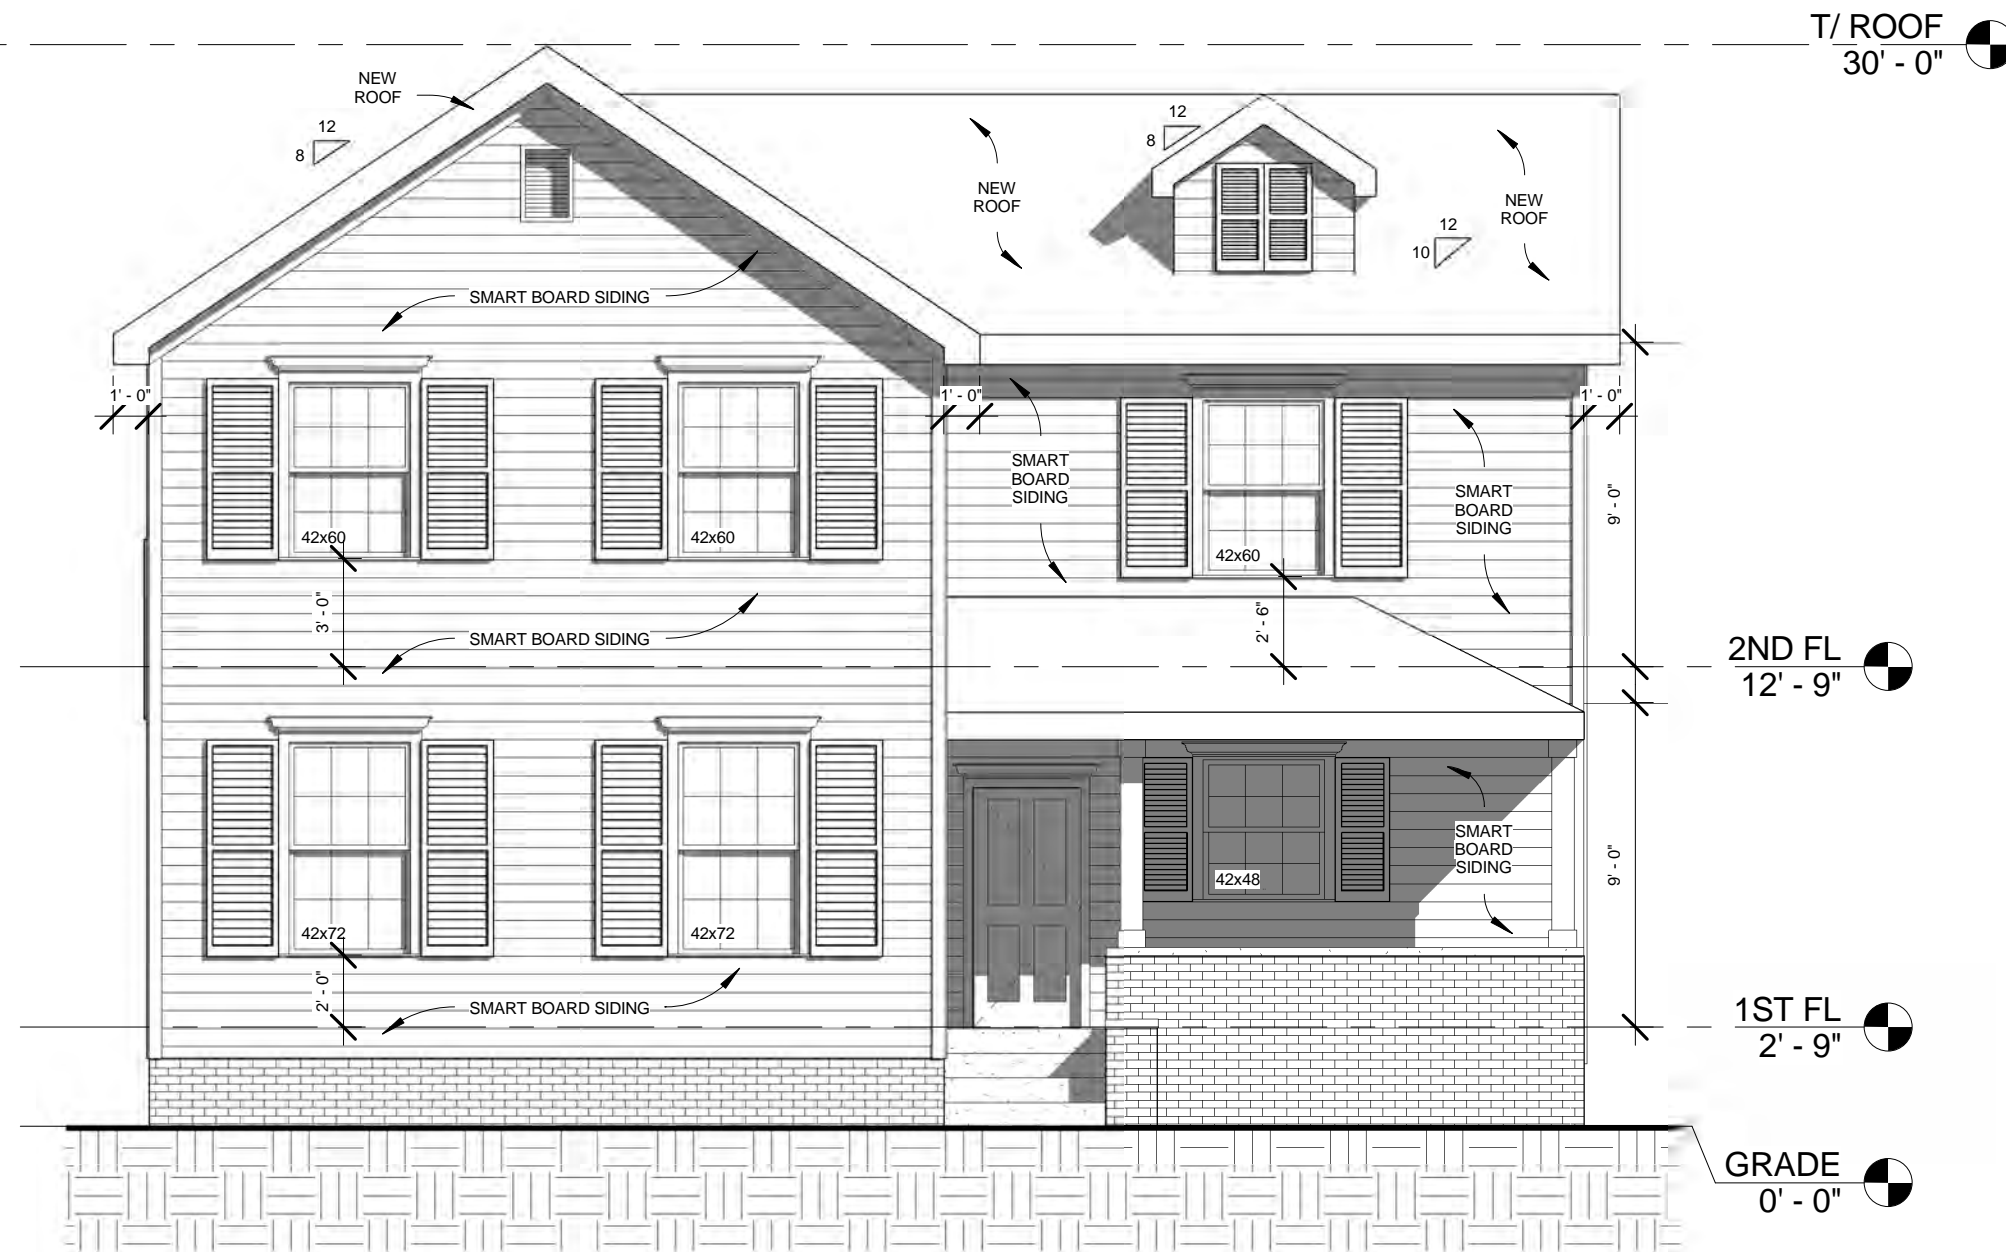 T/ ROOF
30' - 0"
NEW
ROOF
12
8
12
8
NEW
ROOF
NEW
ROOF
12
10
SMART BOARD SIDING
1' - 0"
1' - 0"
1' - 0"
SMART
BOARD
SIDING
SMART
BOARD
SIDING
9' - 0"
42x60
42x60
42x60
3' - 0"
SMART BOARD SIDING
2' - 6"
2ND FL
12' - 9"
SMART
BOARD
SIDING
9' - 0"
42x48
42x72
42x72
2' - 0"
SMART BOARD SIDING
1ST FL
2' - 9"
GRADE
0' - 0"